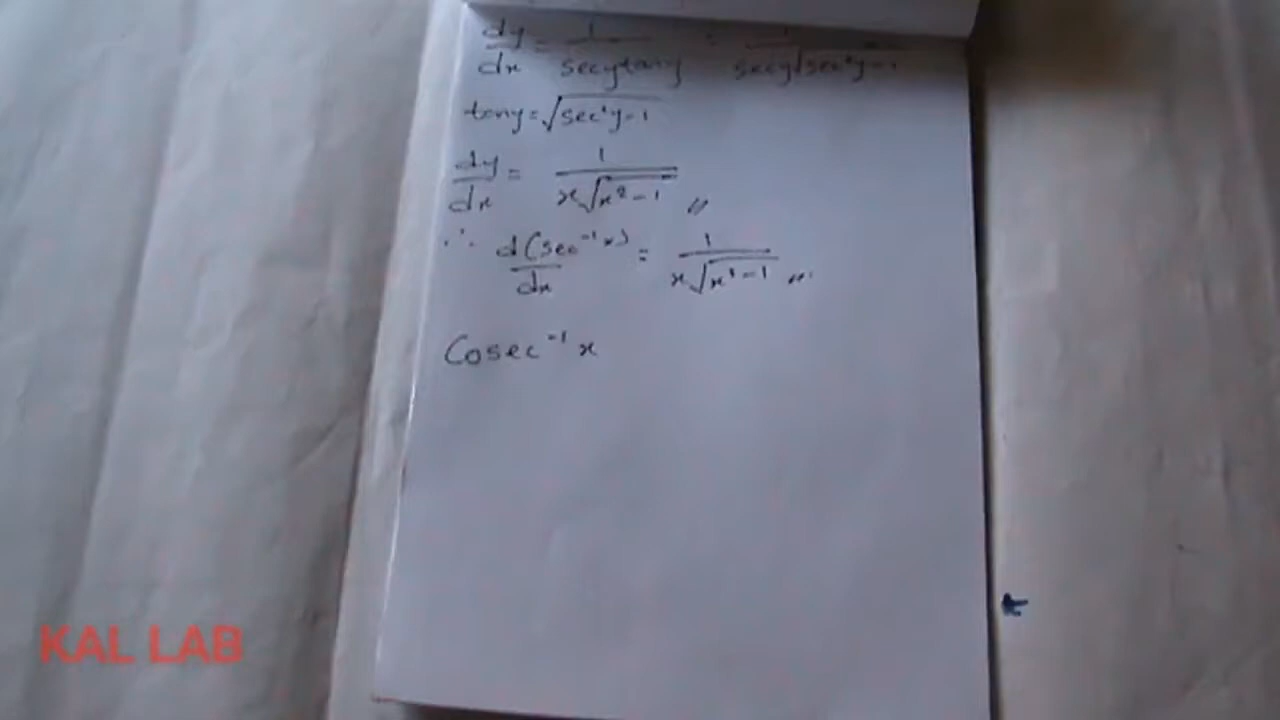 dy/dx = 1/(secy tany) = 1/(secy√(sec²y-1))
tany = √(sec²y-1)
dy/dx = 1/(x√(x²-1)) //
∴ d(sec⁻¹x)/dx = 1/(x√(x²-1)) //.
Cosec⁻¹ x
KAL LAB